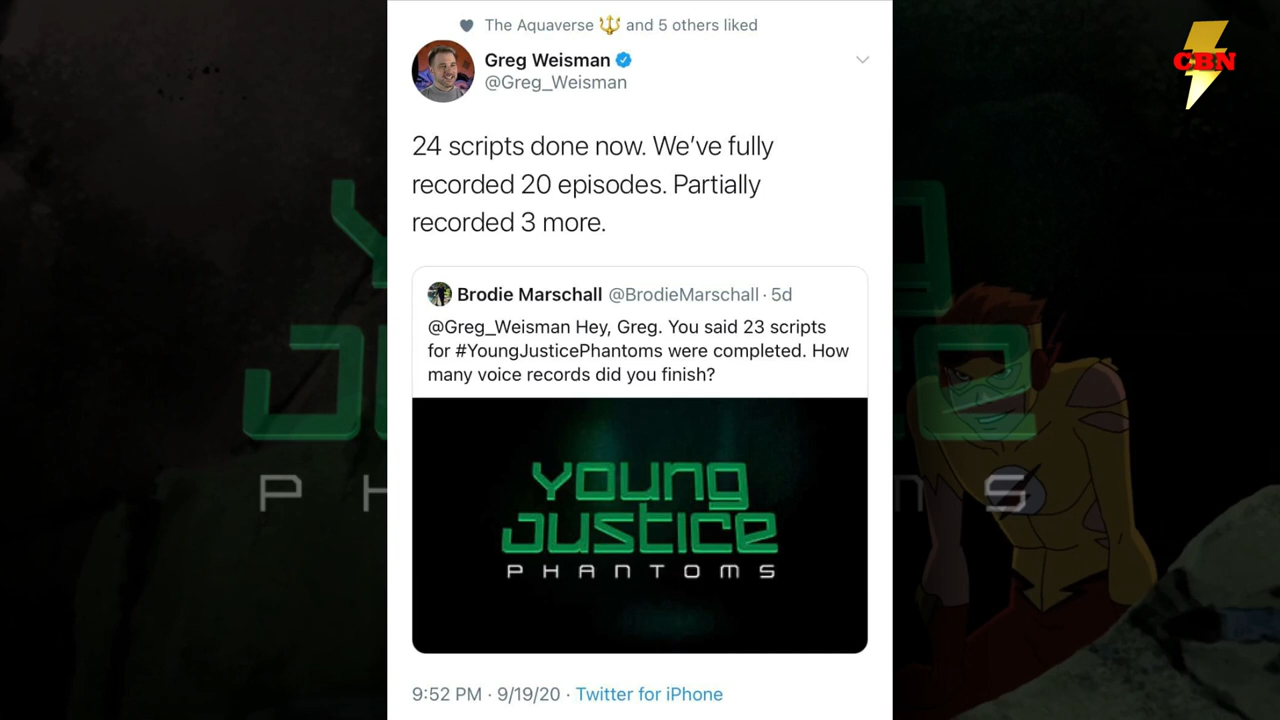 The Aquaverse 🔱 and 5 others liked
Greg Weisman
@Greg_Weisman
CBN
24 scripts done now. We’ve fully
recorded 20 episodes. Partially
recorded 3 more.
Brodie Marschall @BrodieMarschall · 5d
@Greg_Weisman Hey, Greg. You said 23 scripts
for #YoungJusticePhantoms were completed. How
many voice records did you finish?
YOUNG
JUSTICE
PHANTOMS
9:52 PM · 9/19/20 · Twitter for iPhone